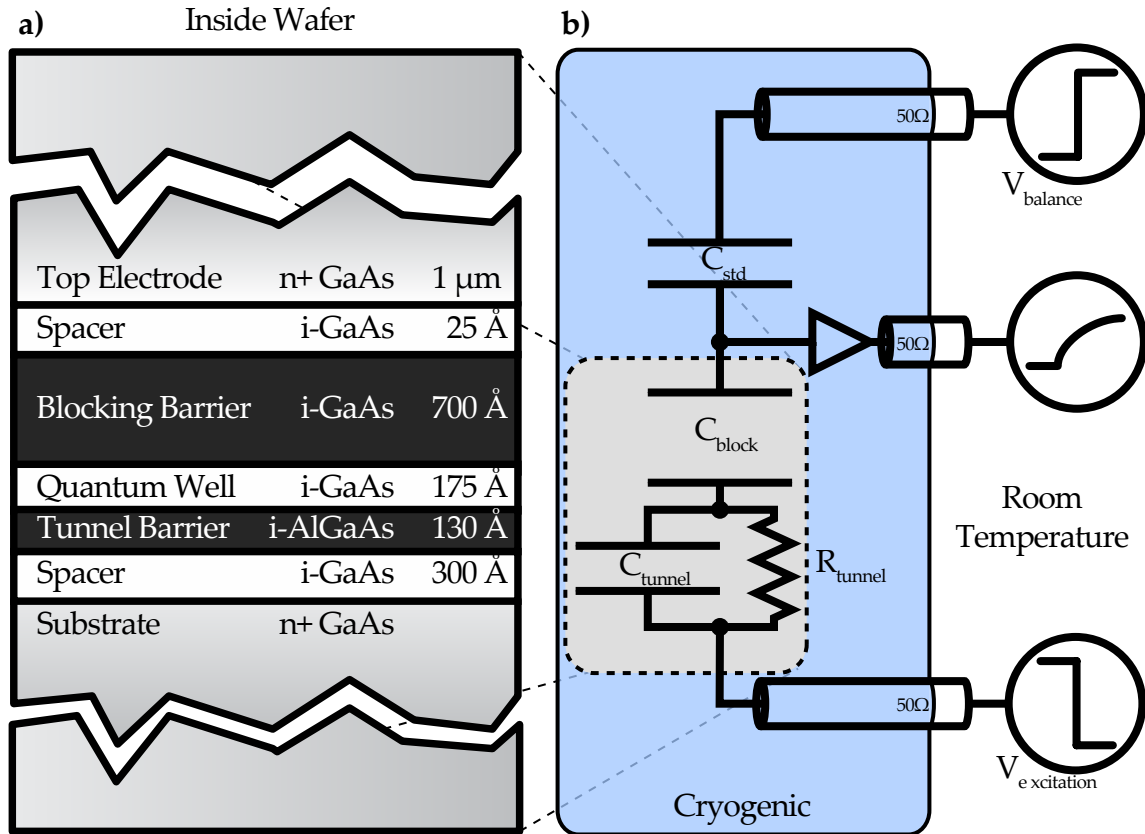 a)
Inside Wafer
Top Electrode n+ GaAs 1 μm
Spacer i-GaAs 25 Å
Blocking Barrier i-GaAs 700 Å
Quantum Well i-GaAs 175 Å
Tunnel Barrier i-AlGaAs 130 Å
Spacer i-GaAs 300 Å
Substrate n+ GaAs
b)
50Ω
V balance
C std
50Ω
C block
C tunnel
R tunnel
Room
Temperature
50Ω
V e xcitation
Cryogenic